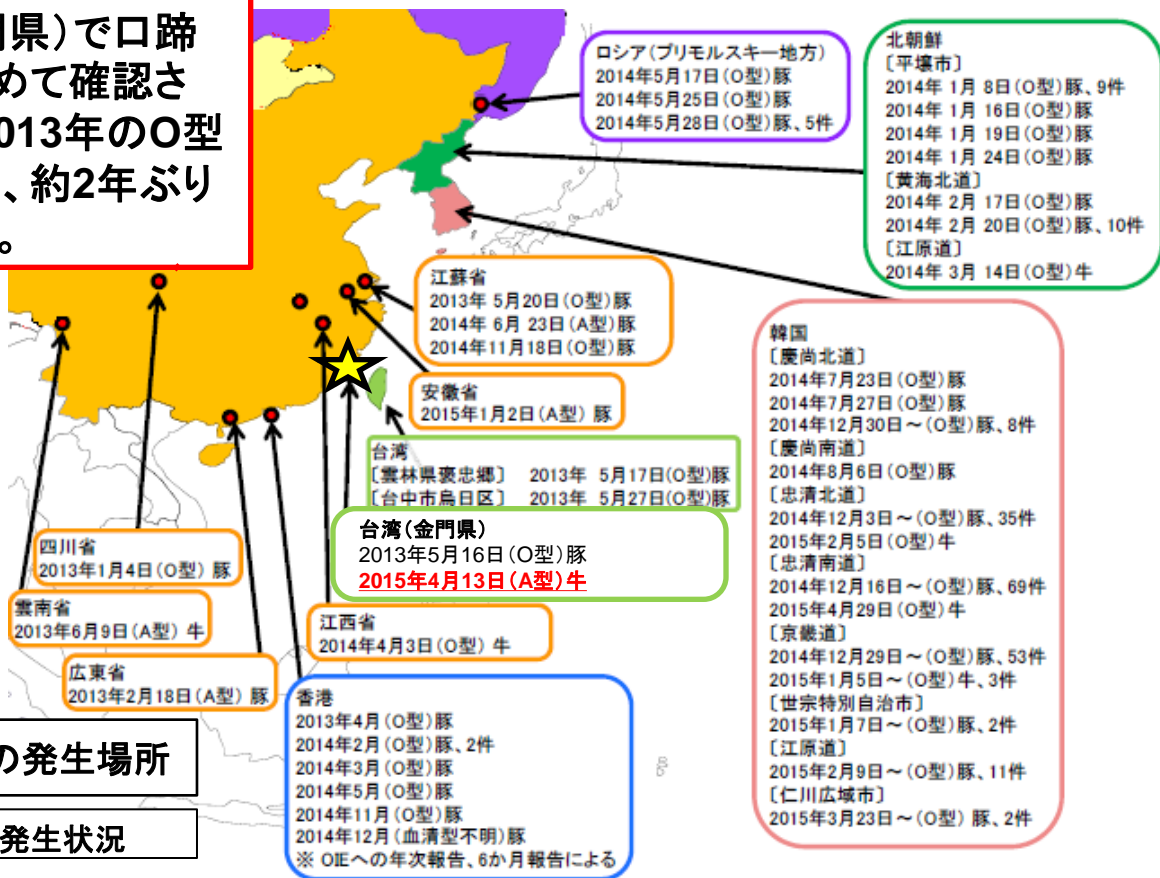 県）で口蹄
めて確認さ
013年のO型
、約2年ぶり
。
ロシア（プリモルスキー地方）
2014年5月17日（O型）豚
2014年5月25日（O型）豚
2014年5月28日（O型）豚、5件
北朝鮮
［平壌市］
2014年 1月 8日（O型）豚、9件
2014年 1月 16日（O型）豚
2014年 1月 19日（O型）豚
2014年 1月 24日（O型）豚
［黄海北道］
2014年 2月 17日（O型）豚
2014年 2月 20日（O型）豚、10件
［江原道］
2014年 3月 14日（O型）牛
江蘇省
2013年 5月20日（O型）豚
2014年 6月 23日（A型）豚
2014年11月18日（O型）豚
安徽省
2015年1月2日（A型） 豚
台湾
［雲林県褒忠郷］ 2013年 5月17日（O型）豚
［台中市烏日区］ 2013年 5月27日（O型）豚
台湾（金門県）
2013年5月16日（O型）豚
2015年4月13日（A型）牛
韓国
［慶尚北道］
2014年7月23日（O型）豚
2014年7月27日（O型）豚
2014年12月30日～（O型）豚、8件
［慶尚南道］
2014年8月6日（O型）豚
［忠清北道］
2014年12月3日～（O型）豚、35件
2015年2月5日（O型）牛
［忠清南道］
2014年12月16日～（O型）豚、69件
2015年4月29日（O型）牛
［京畿道］
2014年12月29日～（O型）豚、53件
2015年1月5日～（O型）牛、3件
［世宗特別自治市］
2015年1月7日～（O型）豚、2件
［江原道］
2015年2月9日～（O型）豚、11件
［仁川広域市］
2015年3月23日～（O型） 豚、2件
四川省
2013年1月4日（O型） 豚
雲南省
2013年6月9日（A型） 牛
広東省
2013年2月18日（A型） 豚
江西省
2014年4月3日（O型） 牛
香港
2013年4月（O型）豚
2014年2月（O型）豚、2件
2014年3月（O型）豚
2014年5月（O型）豚
2014年11月（O型）豚
2014年12月（血清型不明）豚
※ OIEへの年次報告、6か月報告による
の発生場所
発生状況